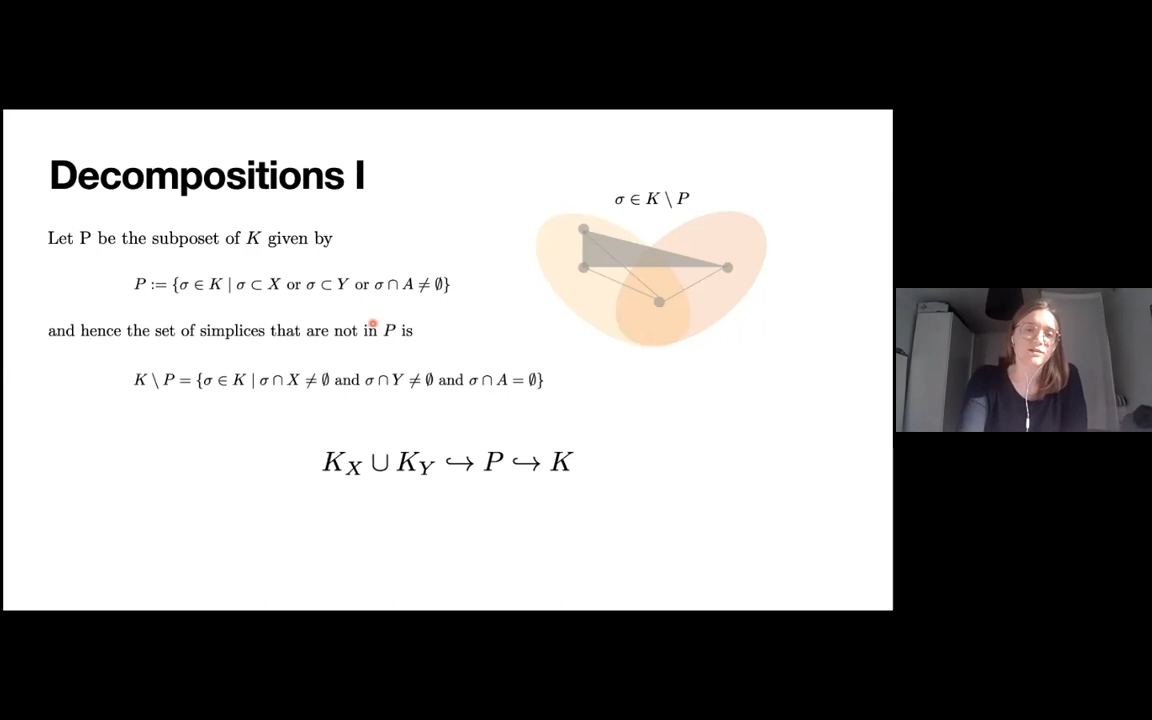 Decompositions I
σ ∈ K \ P
Let P be the subposet of K given by
P := {σ ∈ K | σ ⊂ X or σ ⊂ Y or σ ∩ A ≠ ∅}
and hence the set of simplices that are not in P is
K \ P = {σ ∈ K | σ ∩ X ≠ ∅ and σ ∩ Y ≠ ∅ and σ ∩ A = ∅}
K_X ∪ K_Y ↪ P ↪ K